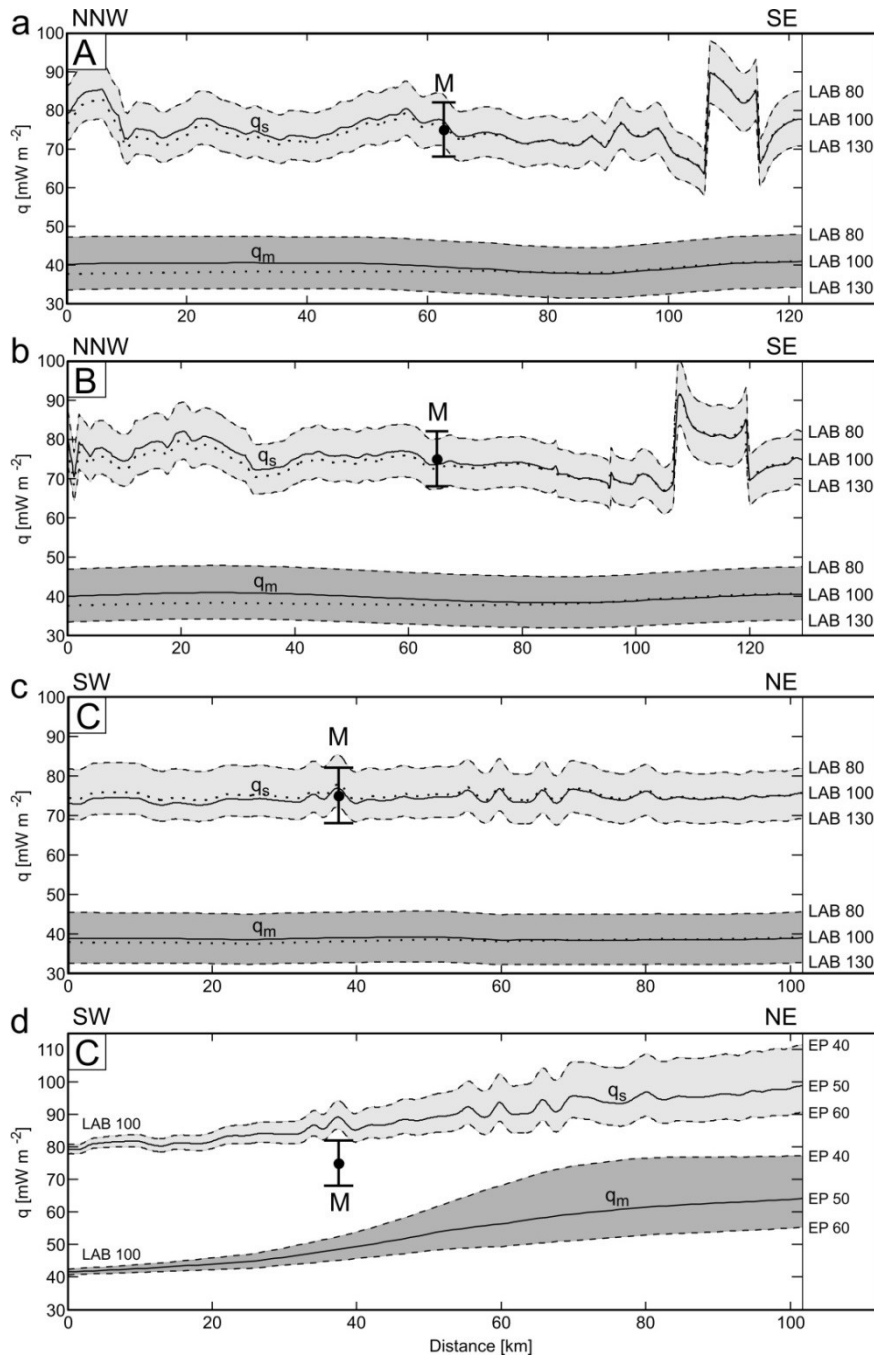 a NNW SE
A
100
90
80
70
60
50
40
30
q [mW m⁻²]
M
qs
qm
LAB 80
LAB 100
LAB 130
LAB 80
LAB 100
LAB 130
0 20 40 60 80 100 120
b NNW SE
B
100
90
80
70
60
50
40
30
q [mW m⁻²]
M
qs
qm
LAB 80
LAB 100
LAB 130
LAB 80
LAB 100
LAB 130
0 20 40 60 80 100 120
c SW NE
C
100
90
80
70
60
50
40
30
q [mW m⁻²]
M
qs
qm
LAB 80
LAB 100
LAB 130
LAB 80
LAB 100
LAB 130
0 20 40 60 80 100
d SW NE
C
110
100
90
80
70
60
50
40
30
q [mW m⁻²]
LAB 100
M
qs
qm
LAB 100
EP 40
EP 50
EP 60
EP 40
EP 50
EP 60
0 20 40 60 80 100
Distance [km]